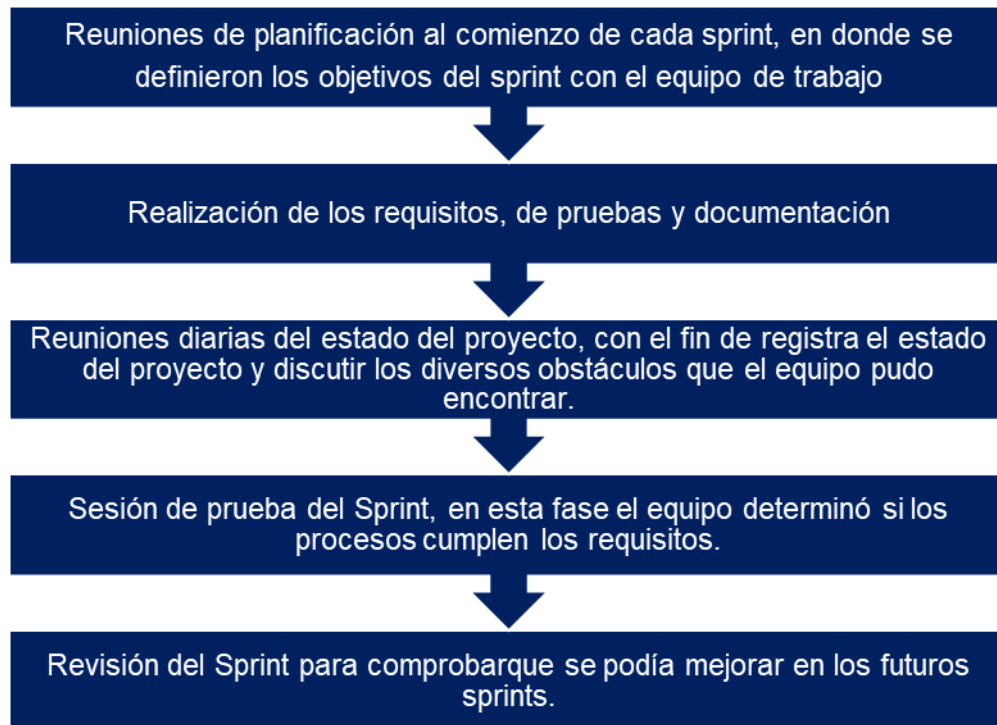 Reuniones de planificación al comienzo de cada sprint, en donde se
definieron los objetivos del sprint con el equipo de trabajo
Realización de los requisitos, de pruebas y documentación
Reuniones diarias del estado del proyecto, con el fin de registra el estado
del proyecto y discutir los diversos obstáculos que el equipo pudo
encontrar.
Sesión de prueba del Sprint, en esta fase el equipo determinó si los
procesos cumplen los requisitos.
Revisión del Sprint para comprobarque se podía mejorar en los futuros
sprints.